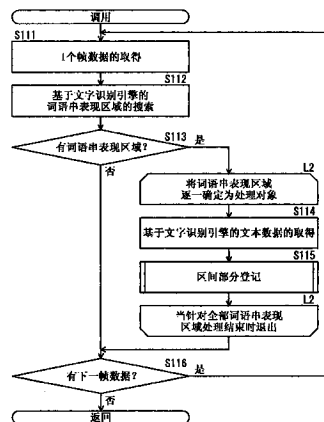 调用
S111
1个帧数据的取得
S112
基于文字识别引擎的
词语串表现区域的搜索
S113
有词语串表现区域?
是
否
L2
将词语串表现区域
逐一确定为处理对象
S114
基于文字识别引擎的文本数据的取得
S115
区间部分登记
L2
当针对全部词语串表现
区域处理结束时退出
S116
有下一帧数据?
是
否
返回